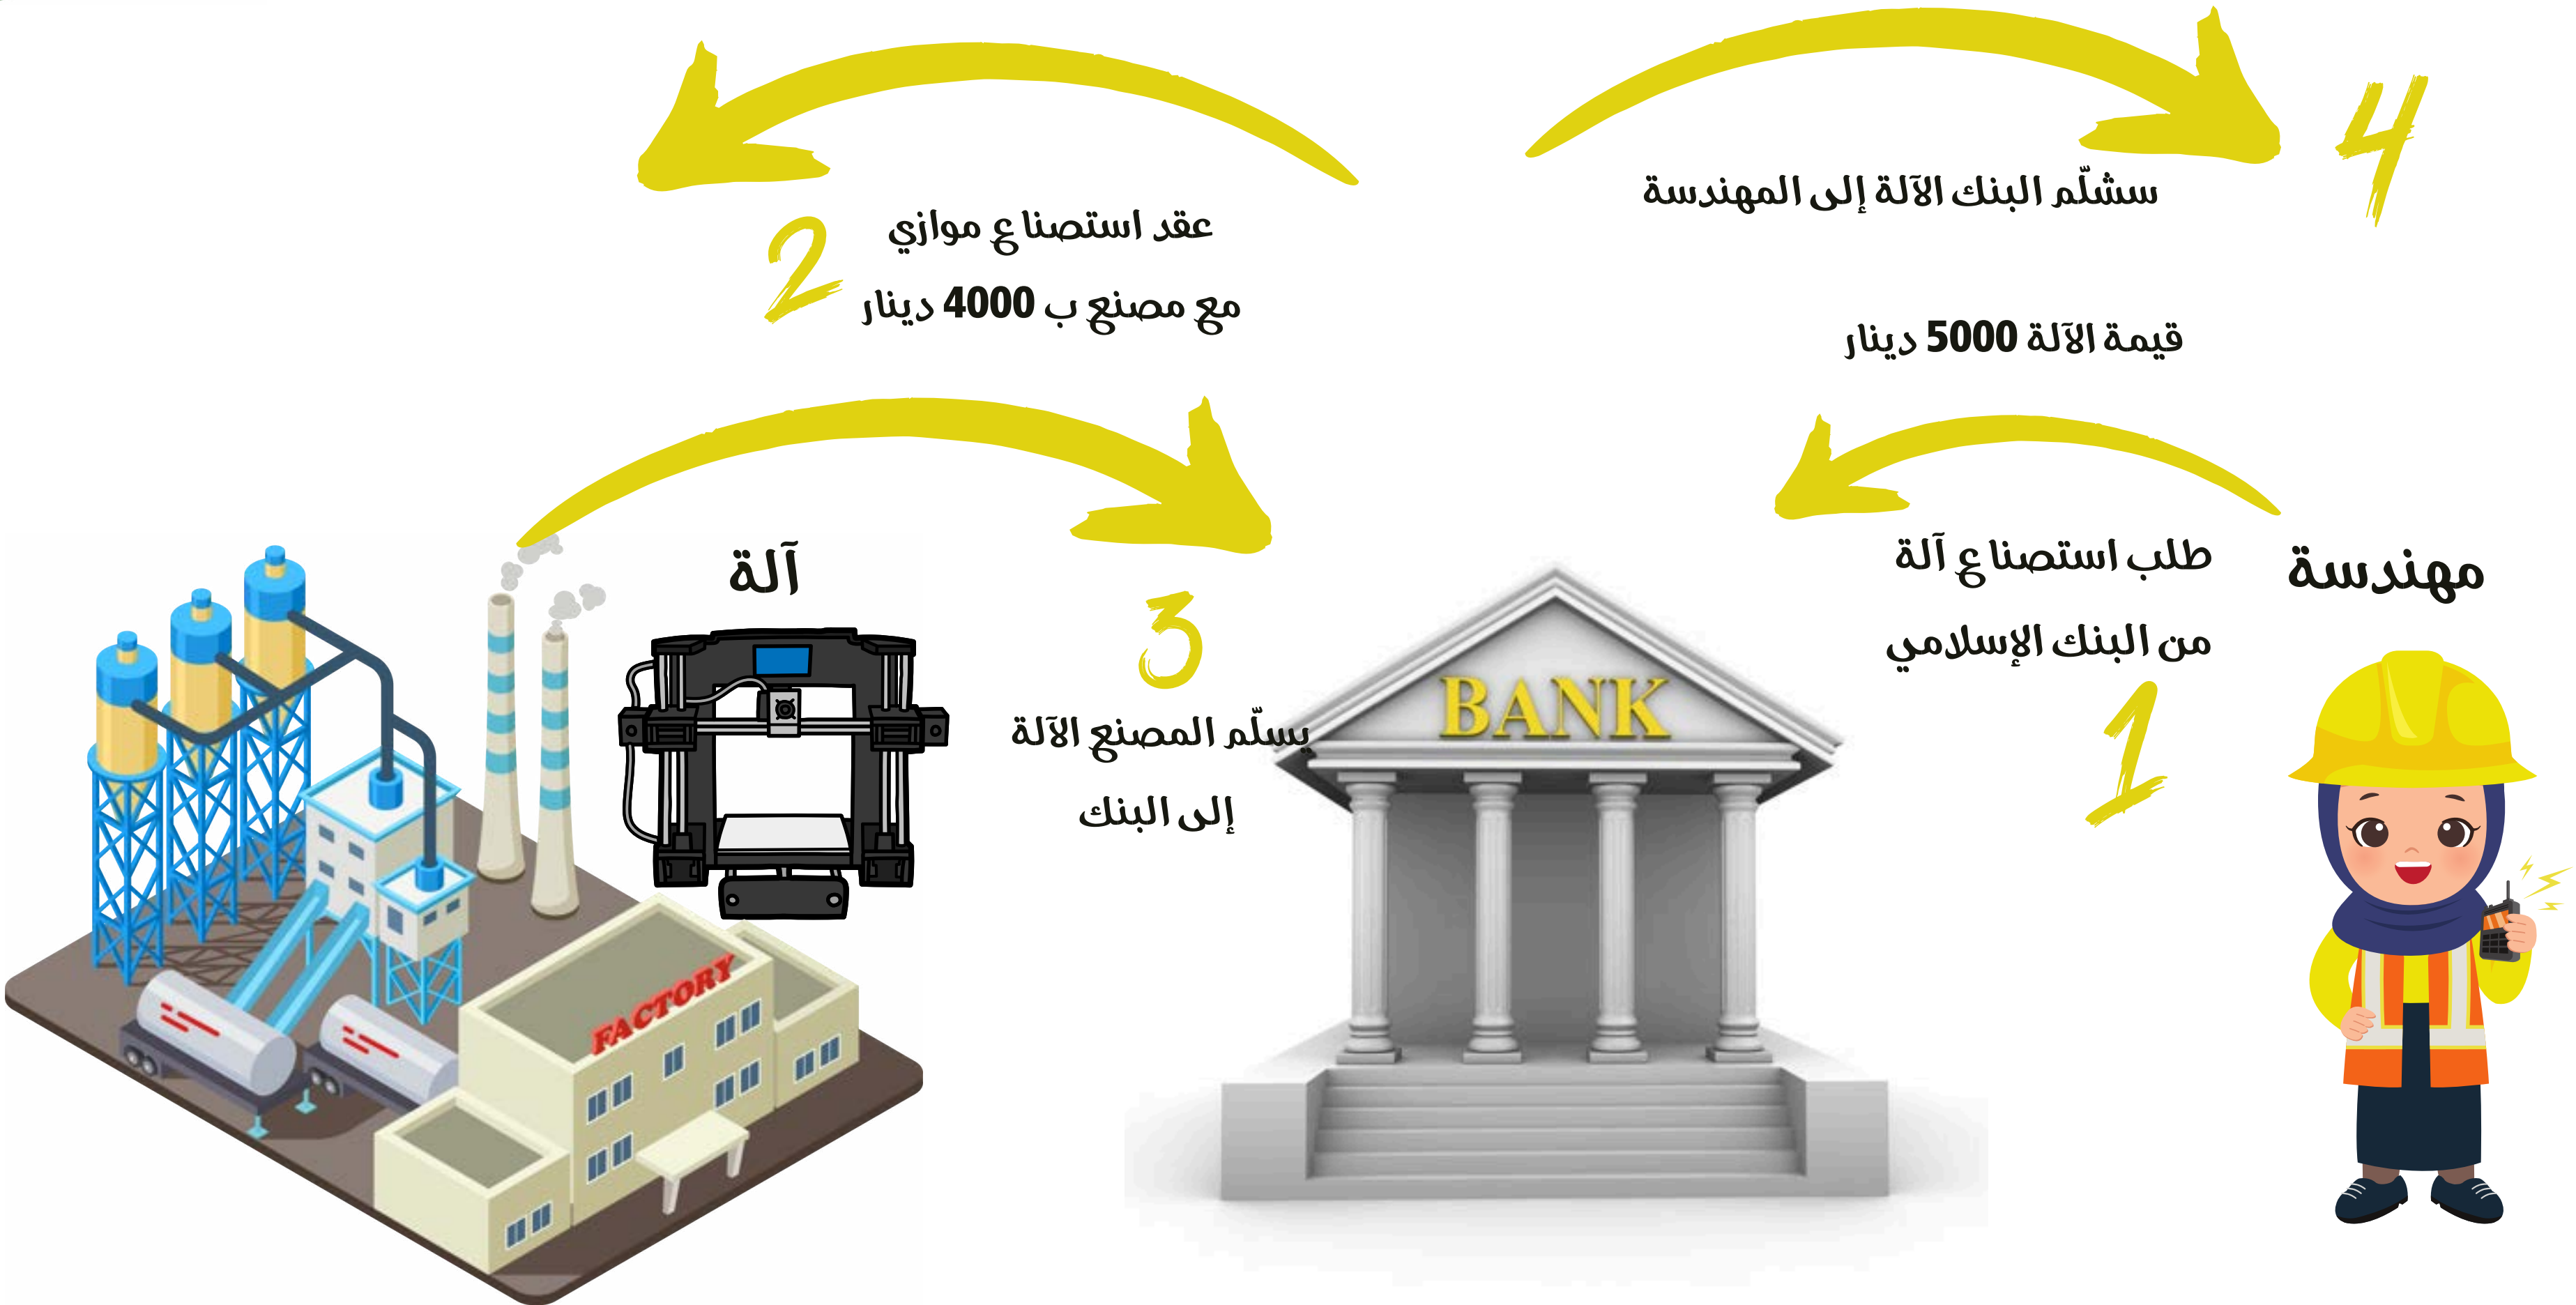 مهندسة
طلب استصناع آلة
من البنك الإسلامي
1
قيمة الآلة 5000 دينار
2
عقد استصناع موازي
مع مصنع ب 4000 دينار
آلة
3
يسلّم المصنع الآلة
إلى البنك
4
سشلّم البنك الآلة إلى المهندسة
BANK
FACTORY